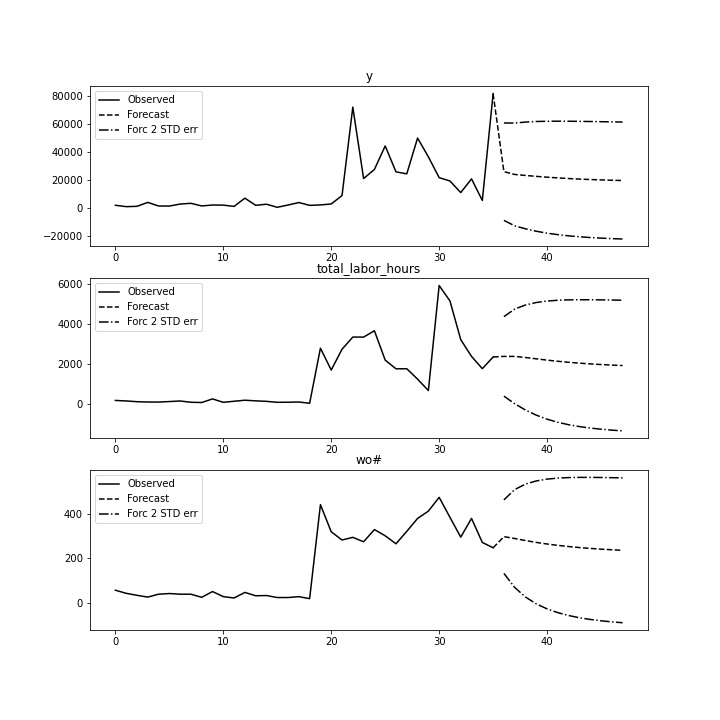 y
80000
60000
40000
20000
0
−20000
Observed
Forecast
Forc 2 STD err
0 10 20 30 40
total_labor_hours
6000
4000
2000
0
Observed
Forecast
Forc 2 STD err
0 10 20 30 40
wo#
400
200
0
Observed
Forecast
Forc 2 STD err
0 10 20 30 40